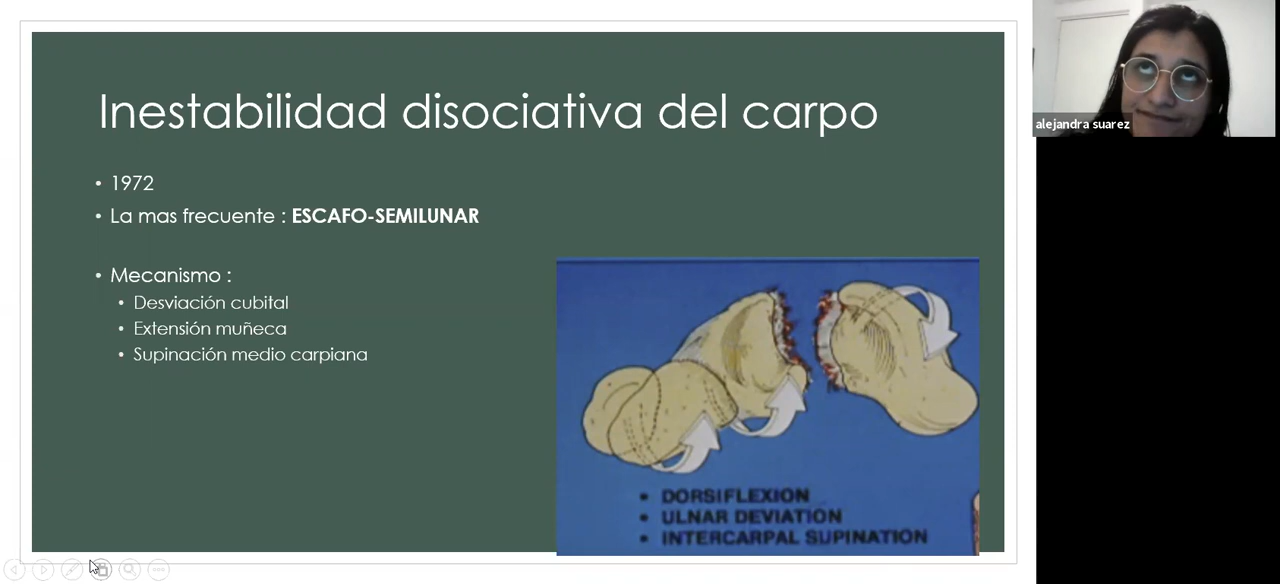 Inestabilidad disociativa del carpo
• 1972
• La mas frecuente : ESCAFO-SEMILUNAR
• Mecanismo :
• Desviación cubital
• Extensión muñeca
• Supinación medio carpiana
• DORSIFLEXION
• ULNAR DEVIATION
• INTERCARPAL SUPINATION
alejandra suarez